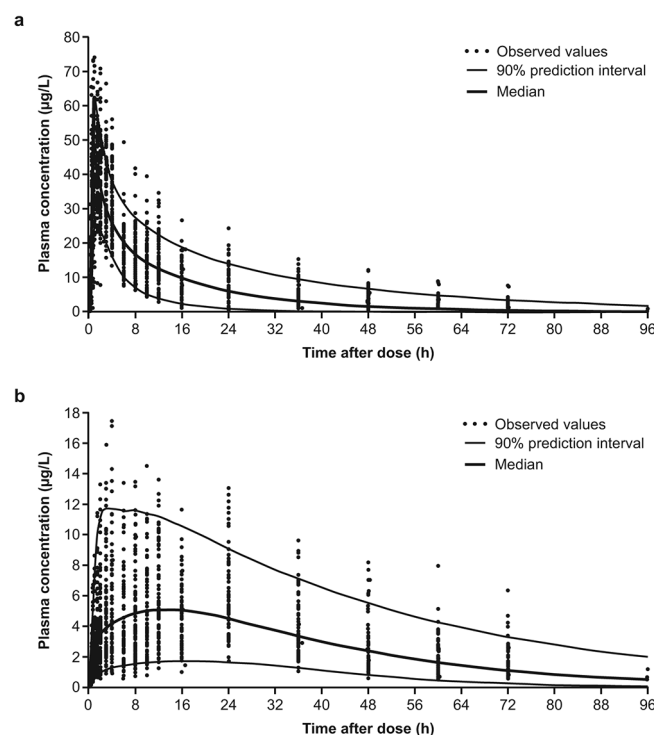 a
80
70
60
50
40
30
20
10
0
Plasma concentration (µg/L)
• • • Observed values
90% prediction interval
Median
0 8 16 24 32 40 48 56 64 72 80 88 96
Time after dose (h)
b
18
16
14
12
10
8
6
4
2
0
Plasma concentration (µg/L)
• • • Observed values
90% prediction interval
Median
0 8 16 24 32 40 48 56 64 72 80 88 96
Time after dose (h)